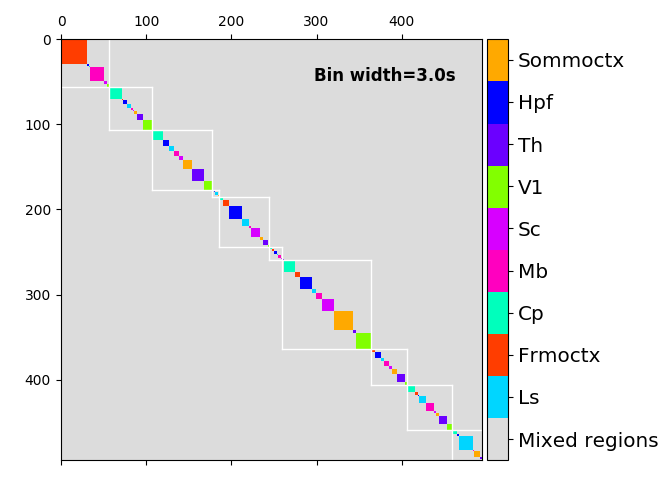 0 100 200 300 400
0
100
200
300
400
Bin width=3.0s
Sommoctx
Hpf
Th
V1
Sc
Mb
Cp
Frmoctx
Ls
Mixed regions